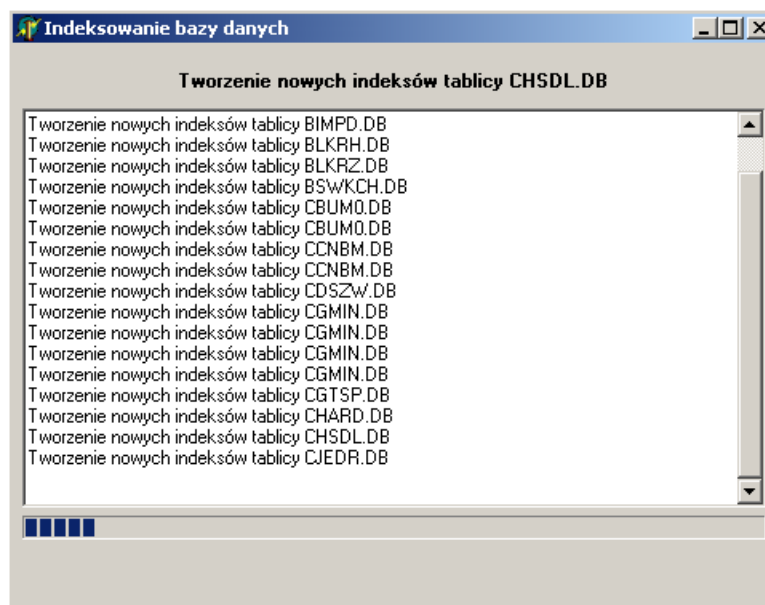 Indeksowanie bazy danych
Tworzenie nowych indeksów tablicy CHSDL.DB
Tworzenie nowych indeksów tablicy BIMPD.DB
Tworzenie nowych indeksów tablicy BLKRH.DB
Tworzenie nowych indeksów tablicy BLKRZ.DB
Tworzenie nowych indeksów tablicy BSWKCH.DB
Tworzenie nowych indeksów tablicy CBUM0.DB
Tworzenie nowych indeksów tablicy CBUM0.DB
Tworzenie nowych indeksów tablicy CCNBM.DB
Tworzenie nowych indeksów tablicy CCNBM.DB
Tworzenie nowych indeksów tablicy CDSZW.DB
Tworzenie nowych indeksów tablicy CGMIN.DB
Tworzenie nowych indeksów tablicy CGMIN.DB
Tworzenie nowych indeksów tablicy CGMIN.DB
Tworzenie nowych indeksów tablicy CGMIN.DB
Tworzenie nowych indeksów tablicy CGTSP.DB
Tworzenie nowych indeksów tablicy CHARD.DB
Tworzenie nowych indeksów tablicy CHSDL.DB
Tworzenie nowych indeksów tablicy CJEDR.DB